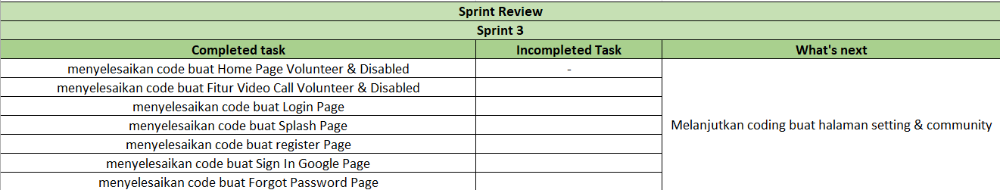 Sprint Review
Sprint 3
Completed task Incompleted Task What's next
menyelesaikan code buat Home Page Volunteer & Disabled -
menyelesaikan code buat Fitur Video Call Volunteer & Disabled
menyelesaikan code buat Login Page
menyelesaikan code buat Splash Page Melanjutkan coding buat halaman setting & community
menyelesaikan code buat register Page
menyelesaikan code buat Sign In Google Page
menyelesaikan code buat Forgot Password Page